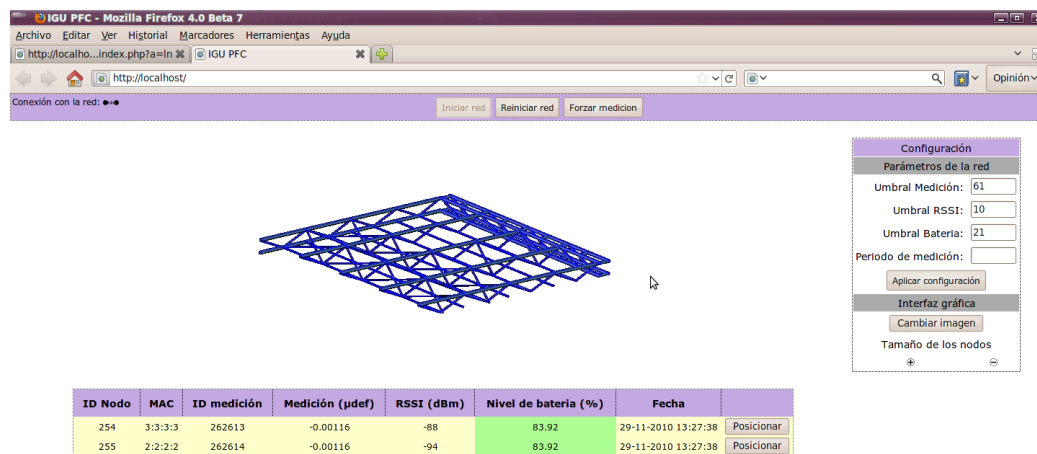 IGU PFC - Mozilla Firefox 4.0 Beta 7
Archivo Editar Ver Historial Marcadores Herramientas Ayuda
http://localho...index.php?a=ln IGU PFC
http://localhost/ Opinión
Conexión con la red: Iniciar red Reiniciar red Forzar medicion
Configuración
Parámetros de la red
Umbral Medición: 61
Umbral RSSI: 10
Umbral Bateria: 21
Periodo de medición:
Aplicar configuración
Interfaz gráfica
Cambiar imagen
Tamaño de los nodos
ID Nodo MAC ID medición Medición (µdef) RSSI (dBm) Nivel de bateria (%) Fecha
254 3:3:3:3 262613 -0.00116 -88 83.92 29-11-2010 13:27:38 Posicionar
255 2:2:2:2 262614 -0.00116 -94 83.92 29-11-2010 13:27:38 Posicionar